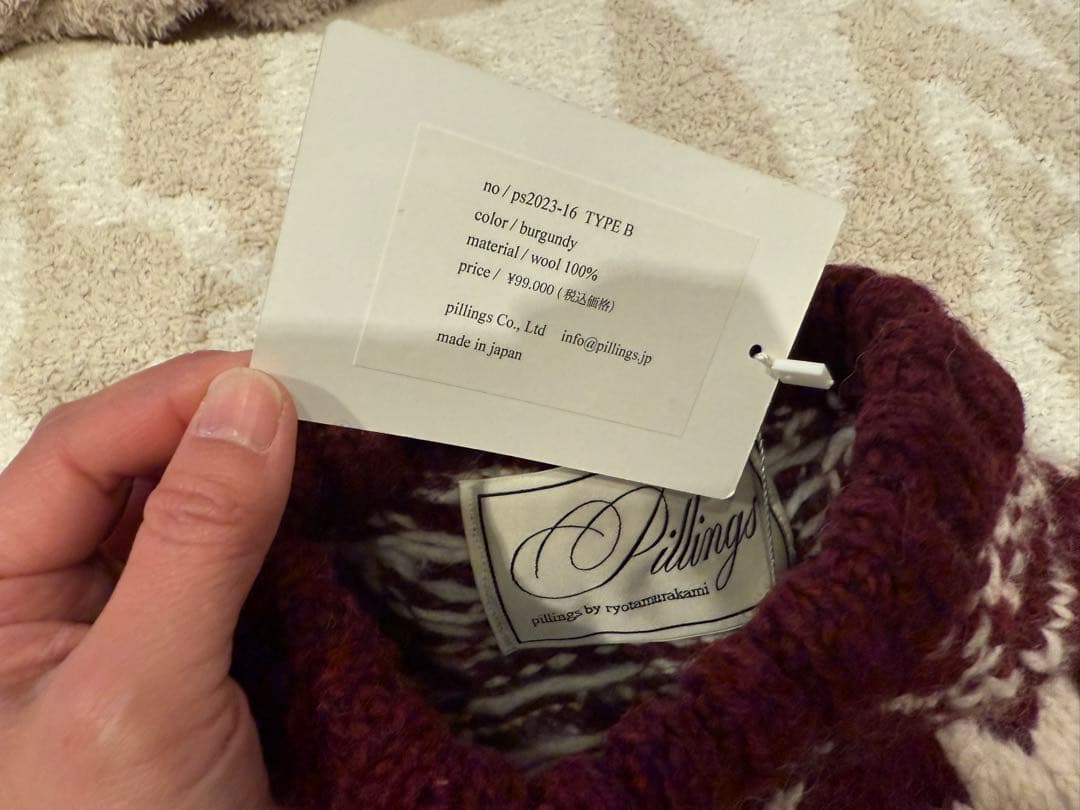 no / ps2023-16 TYPE B
color / burgundy
material / wool 100%
price / ¥99.000 (税込価格)
pillings Co., Ltd info@pillings.jp
made in japan
Pillings
pillings by ryotamurakami